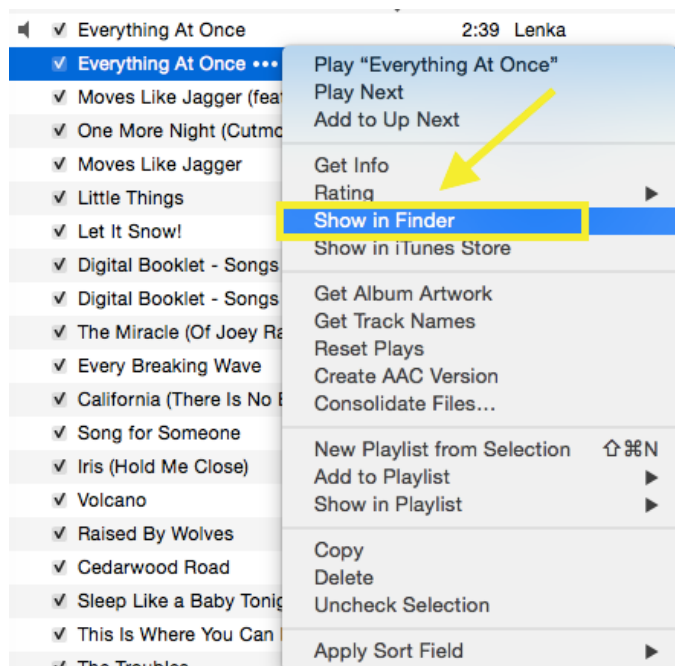 Everything At Once 2:39 Lenka
Everything At Once •••
Moves Like Jagger (feat
One More Night (Cutmo
Moves Like Jagger
Little Things
Let It Snow!
Digital Booklet - Songs
Digital Booklet - Songs
The Miracle (Of Joey Ra
Every Breaking Wave
California (There Is No E
Song for Someone
Iris (Hold Me Close)
Volcano
Raised By Wolves
Cedarwood Road
Sleep Like a Baby Tonig
This Is Where You Can
The Troubles
Play “Everything At Once”
Play Next
Add to Up Next
Get Info
Rating
Show in Finder
Show in iTunes Store
Get Album Artwork
Get Track Names
Reset Plays
Create AAC Version
Consolidate Files...
New Playlist from Selection ⇧⌘N
Add to Playlist
Show in Playlist
Copy
Delete
Uncheck Selection
Apply Sort Field